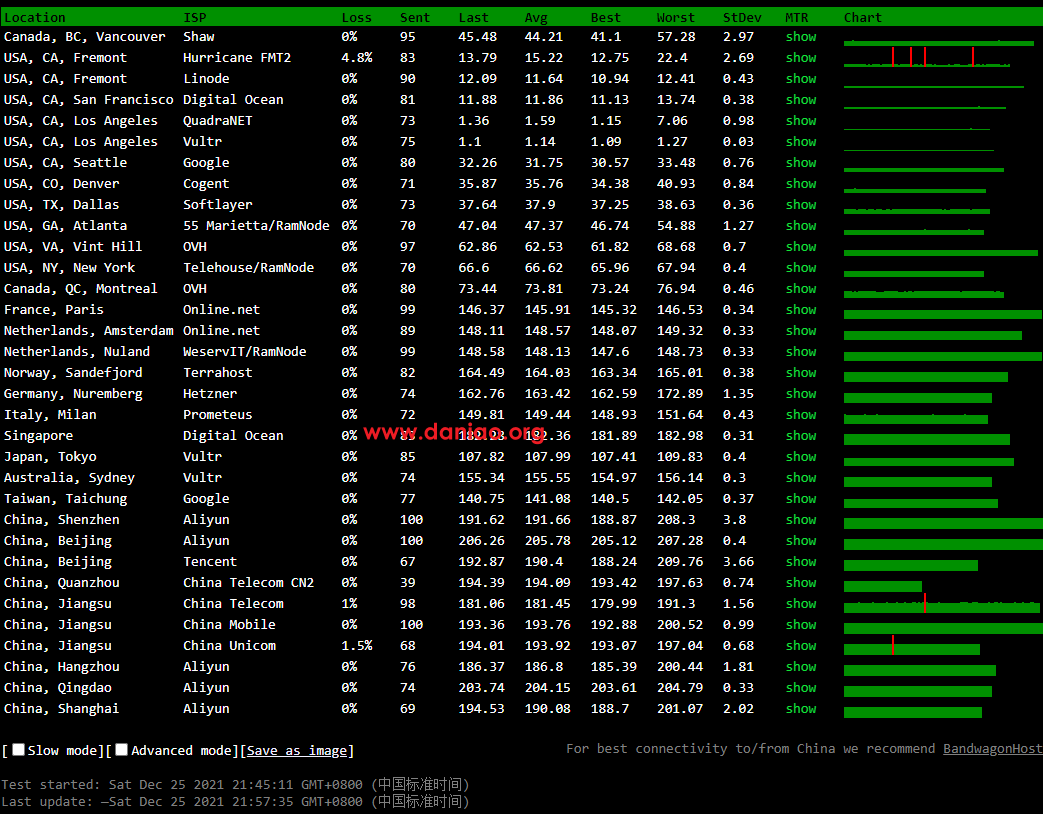 Location ISP Loss Sent Last Avg Best Worst StDev MTR Chart
Canada, BC, Vancouver Shaw 0% 95 45.48 44.21 41.1 57.28 2.97 show
USA, CA, Fremont Hurricane FMT2 4.8% 83 13.79 15.22 12.75 22.4 2.69 show
USA, CA, Fremont Linode 0% 90 12.09 11.64 10.94 12.41 0.43 show
USA, CA, San Francisco Digital Ocean 0% 81 11.88 11.86 11.13 13.74 0.38 show
USA, CA, Los Angeles QuadraNET 0% 73 1.36 1.59 1.15 7.06 0.98 show
USA, CA, Los Angeles Vultr 0% 75 1.1 1.14 1.09 1.27 0.03 show
USA, CA, Seattle Google 0% 80 32.26 31.75 30.57 33.48 0.76 show
USA, CO, Denver Cogent 0% 71 35.87 35.76 34.38 40.93 0.84 show
USA, TX, Dallas Softlayer 0% 73 37.64 37.9 37.25 38.63 0.36 show
USA, GA, Atlanta 55 Marietta/RamNode 0% 70 47.04 47.37 46.74 54.88 1.27 show
USA, VA, Vint Hill OVH 0% 97 62.86 62.53 61.82 68.68 0.7 show
USA, NY, New York Telehouse/RamNode 0% 70 66.6 66.62 65.96 67.94 0.4 show
Canada, QC, Montreal OVH 0% 80 73.44 73.81 73.24 76.94 0.46 show
France, Paris Online.net 0% 99 146.37 145.91 145.32 146.53 0.34 show
Netherlands, Amsterdam Online.net 0% 89 148.11 148.57 148.07 149.32 0.33 show
Netherlands, Nuland WeservIT/RamNode 0% 99 148.58 148.13 147.6 148.73 0.33 show
Norway, Sandefjord Terrahost 0% 82 164.49 164.03 163.34 165.01 0.38 show
Germany, Nuremberg Hetzner 0% 74 162.76 163.42 162.59 172.89 1.35 show
Italy, Milan Prometeus 0% 72 149.81 149.44 148.93 151.64 0.43 show
Singapore Digital Ocean 0% 181.89 182.98 0.31 show
www.daniao.org
Japan, Tokyo Vultr 0% 85 107.82 107.99 107.41 109.83 0.4 show
Australia, Sydney Vultr 0% 74 155.34 155.55 154.97 156.14 0.3 show
Taiwan, Taichung Google 0% 77 140.75 141.08 140.5 142.05 0.37 show
China, Shenzhen Aliyun 0% 100 191.62 191.66 188.87 208.3 3.8 show
China, Beijing Aliyun 0% 100 206.26 205.78 205.12 207.28 0.4 show
China, Beijing Tencent 0% 67 192.87 190.4 188.24 209.76 3.66 show
China, Quanzhou China Telecom CN2 0% 39 194.39 194.09 193.42 197.63 0.74 show
China, Jiangsu China Telecom 1% 98 181.06 181.45 179.99 191.3 1.56 show
China, Jiangsu China Mobile 0% 100 193.36 193.76 192.88 200.52 0.99 show
China, Jiangsu China Unicom 1.5% 68 194.01 193.92 193.07 197.04 0.68 show
China, Hangzhou Aliyun 0% 76 186.37 186.8 185.39 200.44 1.81 show
China, Qingdao Aliyun 0% 74 203.74 204.15 203.61 204.79 0.33 show
China, Shanghai Aliyun 0% 69 194.53 190.08 188.7 201.07 2.02 show
[ Slow mode][ Advanced mode][Save as image] For best connectivity to/from China we recommend BandwagonHost
Test started: Sat Dec 25 2021 21:45:11 GMT+0800 (中国标准时间)
Last update: —Sat Dec 25 2021 21:57:35 GMT+0800 (中国标准时间)